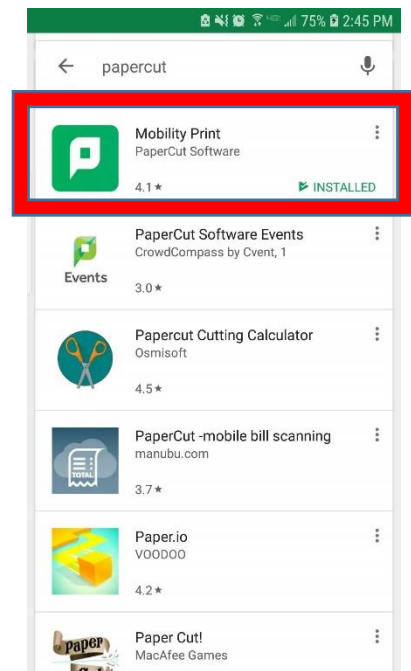 75% 2:45 PM
papercut
Mobility Print
PaperCut Software
4.1★ INSTALLED
PaperCut Software Events
CrowdCompass by Cvent, 1
Events
3.0★
Papercut Cutting Calculator
Osmisoft
4.5★
PaperCut -mobile bill scanning
manubu.com
TOTAL
3.7★
Paper.io
VOODOO
4.2★
Paper Cut!
PAPER
MacAfee Games